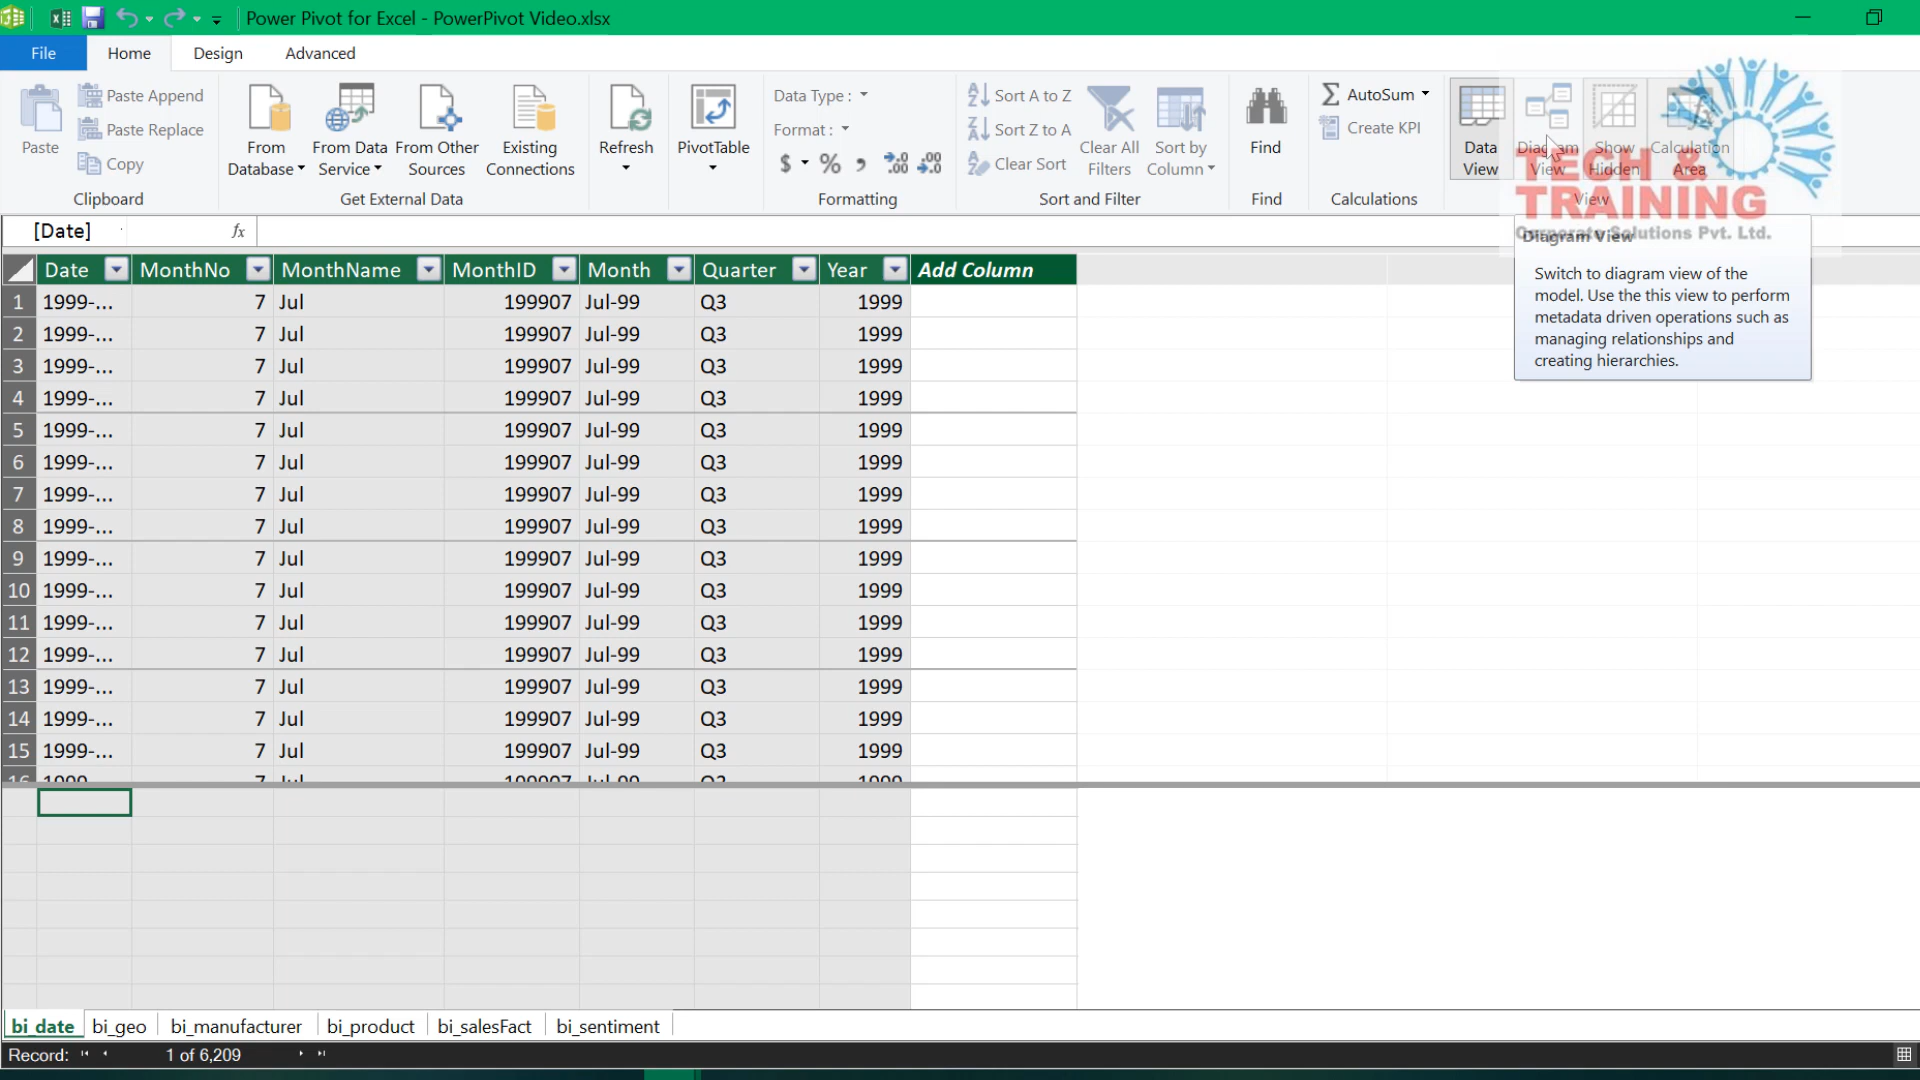 Power Pivot for Excel - PowerPivot Video.xlsx
File Home Design Advanced
Paste
Paste Append
Paste Replace
Copy
Clipboard
From Database
From Data Service
From Other Sources
Existing Connections
Get External Data
Refresh
PivotTable
Data Type :
Format :
$ % , .00 .00
Formatting
Sort A to Z
Sort Z to A
Clear Sort
Clear All Filters
Sort by Column
Sort and Filter
Find
Find
AutoSum
Create KPI
Calculations
Data View
Diagram View
Show Hidden
Calculation Area
View
TECH &
TRAINING
Corporate Solutions Pvt. Ltd.
[Date] fx
Diagram View
Switch to diagram view of the
model. Use the this view to perform
metadata driven operations such as
managing relationships and
creating hierarchies.
Date MonthNo MonthName MonthID Month Quarter Year Add Column
1 1999-... 7 Jul 199907 Jul-99 Q3 1999
2 1999-... 7 Jul 199907 Jul-99 Q3 1999
3 1999-... 7 Jul 199907 Jul-99 Q3 1999
4 1999-... 7 Jul 199907 Jul-99 Q3 1999
5 1999-... 7 Jul 199907 Jul-99 Q3 1999
6 1999-... 7 Jul 199907 Jul-99 Q3 1999
7 1999-... 7 Jul 199907 Jul-99 Q3 1999
8 1999-... 7 Jul 199907 Jul-99 Q3 1999
9 1999-... 7 Jul 199907 Jul-99 Q3 1999
10 1999-... 7 Jul 199907 Jul-99 Q3 1999
11 1999-... 7 Jul 199907 Jul-99 Q3 1999
12 1999-... 7 Jul 199907 Jul-99 Q3 1999
13 1999-... 7 Jul 199907 Jul-99 Q3 1999
14 1999-... 7 Jul 199907 Jul-99 Q3 1999
15 1999-... 7 Jul 199907 Jul-99 Q3 1999
16 1999-... 7 Jul 199907 Jul-99 Q3 1999
bi_date bi_geo bi_manufacturer bi_product bi_salesFact bi_sentiment
Record: 1 of 6,209